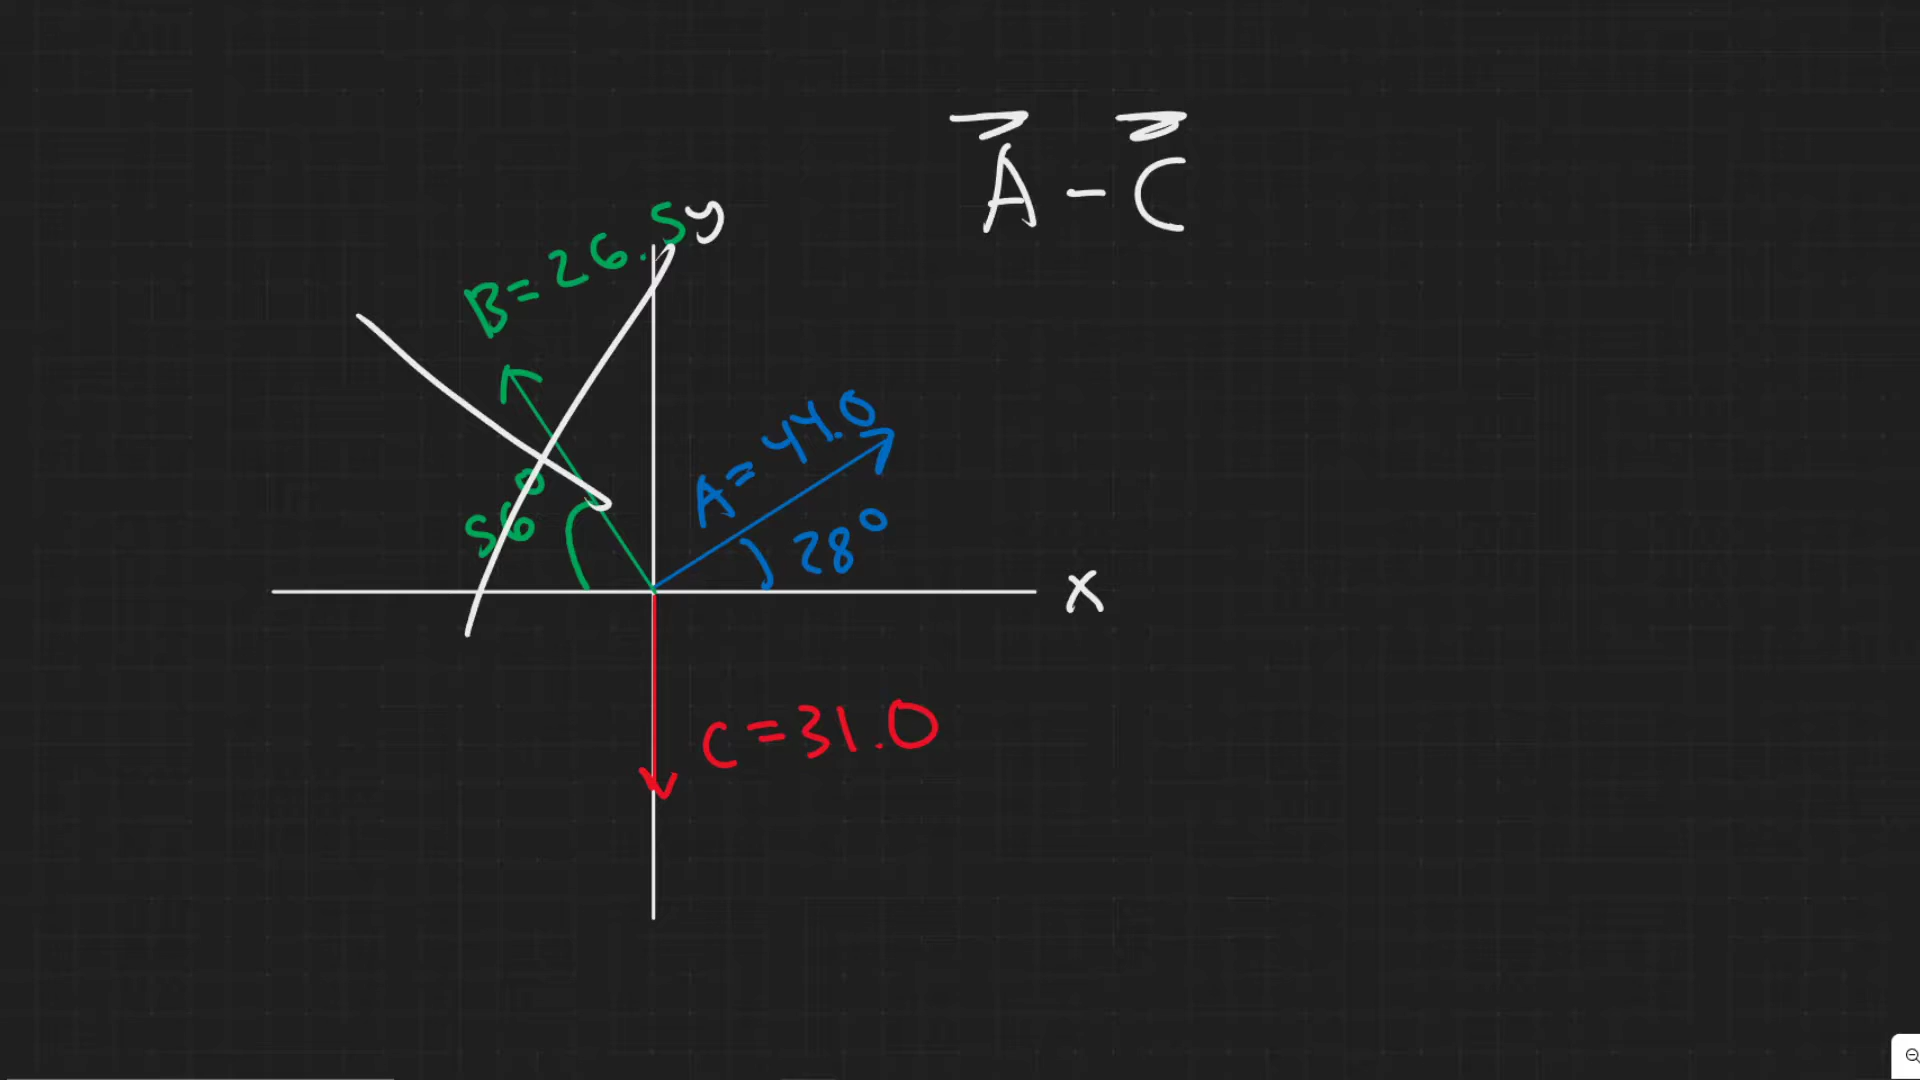 A - C
y
B = 26.5
A = 44.0
56°
28°
x
C = 31.0